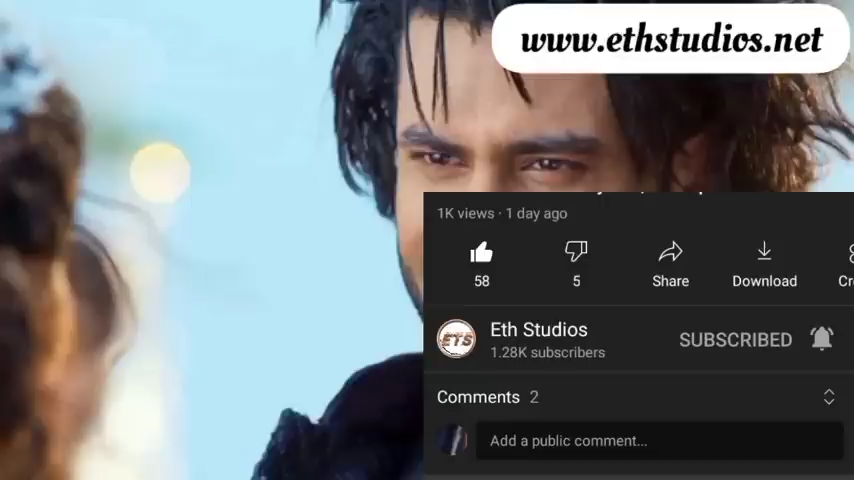 www.ethstudios.net
1K views · 1 day ago
58
5
Share
Download
Eth Studios
1.28K subscribers
SUBSCRIBED
ETS
Comments 2
Add a public comment...